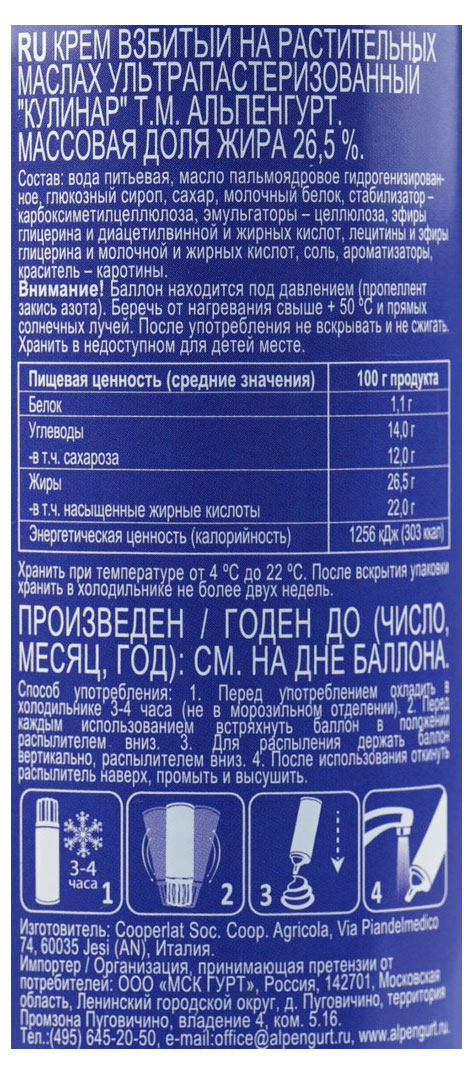 RU КРЕМ ВЗБИТЫЙ НА РАСТИТЕЛЬНЫХ
МАСЛАХ УЛЬТРАПАСТЕРИЗОВАННЫЙ
"КУЛИНАР" Т.М. АЛЬПЕНГУРТ.
МАССОВАЯ ДОЛЯ ЖИРА 26,5 %.
Состав: вода питьевая, масло пальмоядровое гидрогенизирован-
ное, глюкозный сироп, сахар, молочный белок, стабилизатор –
карбоксиметилцеллюлоза, эмульгаторы – целлюлоза, эфиры
глицерина и диацетилвинной и жирных кислот, лецитины и эфиры
глицерина и молочной и жирных кислот, соль, ароматизаторы,
краситель – каротины.
Внимание! Баллон находится под давлением (пропеллент
закись азота). Беречь от нагревания свыше + 50 ºС и прямых
солнечных лучей. После употребления не вскрывать и не сжигать.
Хранить в недоступном для детей месте.
Пищевая ценность (средние значения) 100 г продукта
Белок 1,1 г
Углеводы 14,0 г
-в т.ч. сахароза 12,0 г
Жиры 26,5 г
-в т.ч. насыщенные жирные кислоты 22,0 г
Энергетическая ценность (калорийность) 1256 кДж (303 ккал)
Хранить при температуре от 4 ºС до 22 ºС. После вскрытия упаковки
хранить в холодильнике не более двух недель.
ПРОИЗВЕДЕН / ГОДЕН ДО (ЧИСЛО,
МЕСЯЦ, ГОД): СМ. НА ДНЕ БАЛЛОНА.
Способ употребления: 1. Перед употреблением охладить в
холодильнике 3-4 часа (не в морозильном отделении). 2. Перед
каждым использованием встряхнуть баллон в положении
распылителем вниз. 3. Для распыления держать баллон
вертикально, распылителем вниз. 4. После использования откинуть
распылитель наверх, промыть и высушить.
3-4
часа 1
2
3
4
Изготовитель: Cooperlat Soc. Coop. Agricola, Via Piandelmedico
74, 60035 Jesi (AN), Италия.
Импортер / Организация, принимающая претензии от
потребителей: ООО «МСК ГУРТ», Россия, 142701, Московская
область, Ленинский городской округ, д. Пуговичино, территория
Промзона Пуговичино, владение 4, ком. 5.16.
Тел.:(495) 645-20-50, e-mail:office@alpengurt.ru, www.alpengurt.ru.